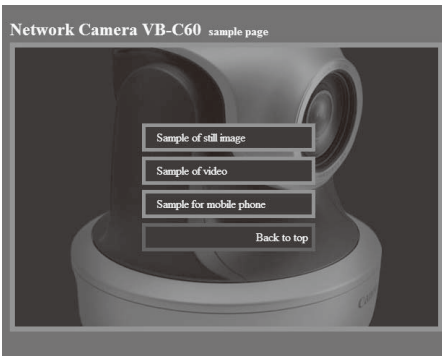 Network Camera VB-C60 sample page
Sample of still image
Sample of video
Sample for mobile phone
Back to top
Canon